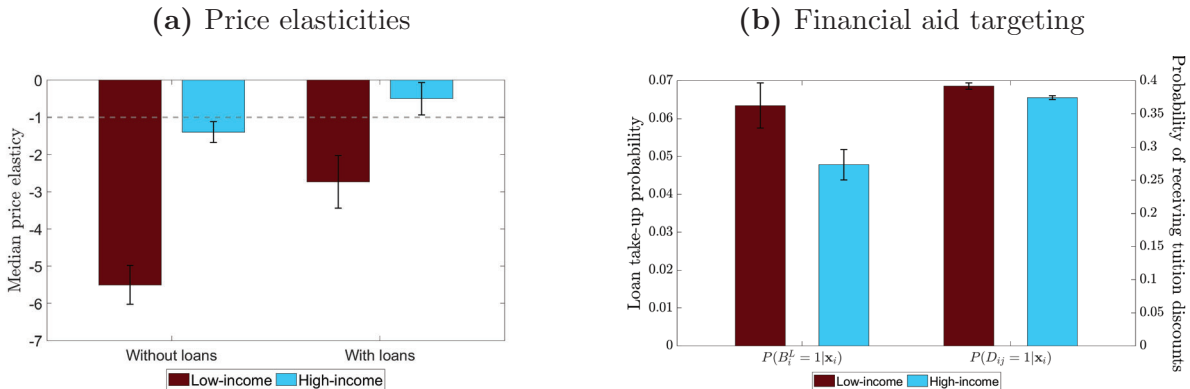 (a) Price elasticities
Median price elasticy
0
-1
-2
-3
-4
-5
-6
-7
Without loans
With loans
Low-income
High-income
(b) Financial aid targeting
Loan take-up probability
0.07
0.06
0.05
0.04
0.03
0.02
0.01
0
0.4
0.35
0.3
0.25
0.2
0.15
0.1
0.05
0
Probability of receiving tuition discounts
P(B_i^L = 1|x_i)
P(D_{ij} = 1|x_i)
Low-income
High-income